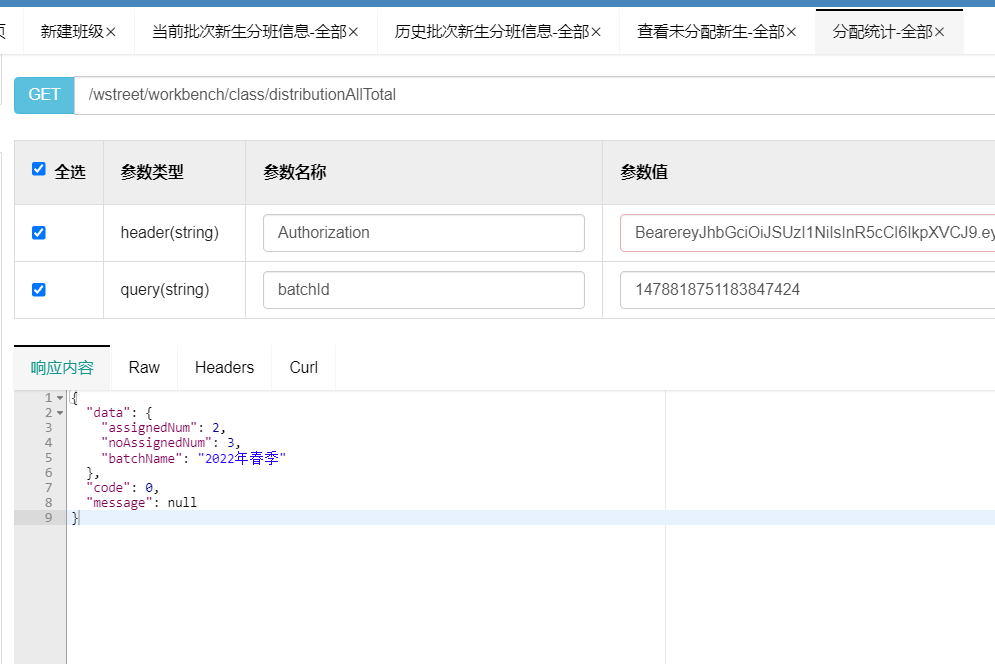 页 新建班级× 当前批次新生分班信息-全部× 历史批次新生分班信息-全部× 查看未分配新生-全部× 分配统计-全部×
GET /wstreet/workbench/class/distributionAllTotal
全选 参数类型 参数名称 参数值
header(string) Authorization BearereyJhbGciOiJSUzI1NiIsInR5cCI6IkpXVCJ9.ey
query(string) batchId 1478818751183847424
响应内容 Raw Headers Curl
1 {
2 "data": {
3 "assignedNum": 2,
4 "noAssignedNum": 3,
5 "batchName": "2022年春季"
6 },
7 "code": 0,
8 "message": null
9 }